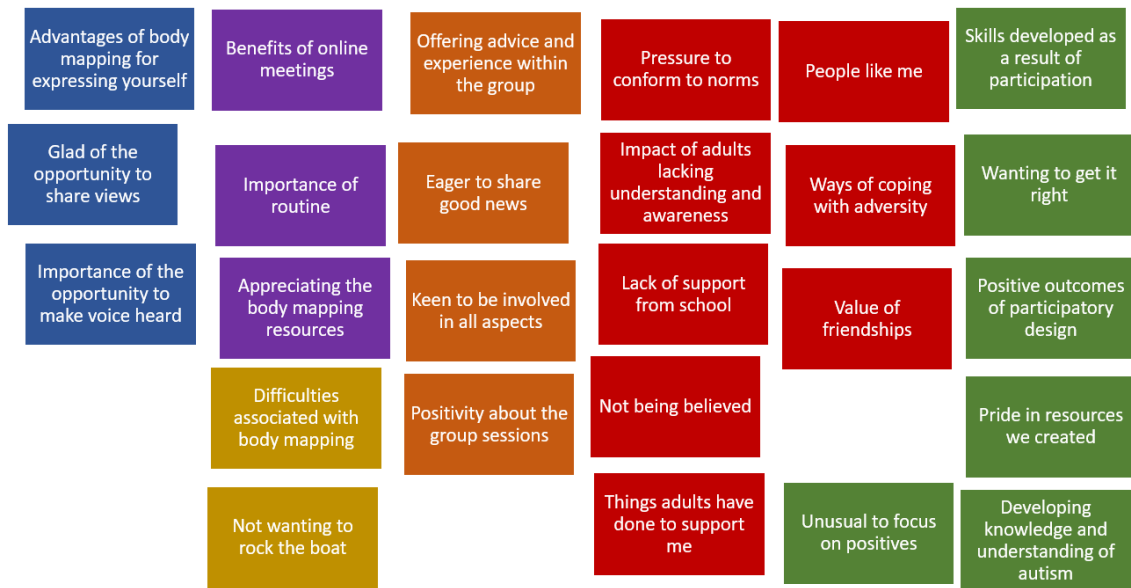 Advantages of body
mapping for
expressing yourself
Glad of the
opportunity to
share views
Importance of the
opportunity to
make voice heard
Benefits of online
meetings
Importance of
routine
Appreciating the
body mapping
resources
Difficulties
associated with
body mapping
Not wanting to
rock the boat
Offering advice and
experience within
the group
Eager to share
good news
Keen to be involved
in all aspects
Positivity about the
group sessions
Pressure to
conform to norms
Impact of adults
lacking
understanding and
awareness
Lack of support
from school
Not being believed
Things adults have
done to support
me
People like me
Ways of coping
with adversity
Value of
friendships
Unusual to focus
on positives
Skills developed as
a result of
participation
Wanting to get it
right
Positive outcomes
of participatory
design
Pride in resources
we created
Developing
knowledge and
understanding of
autism